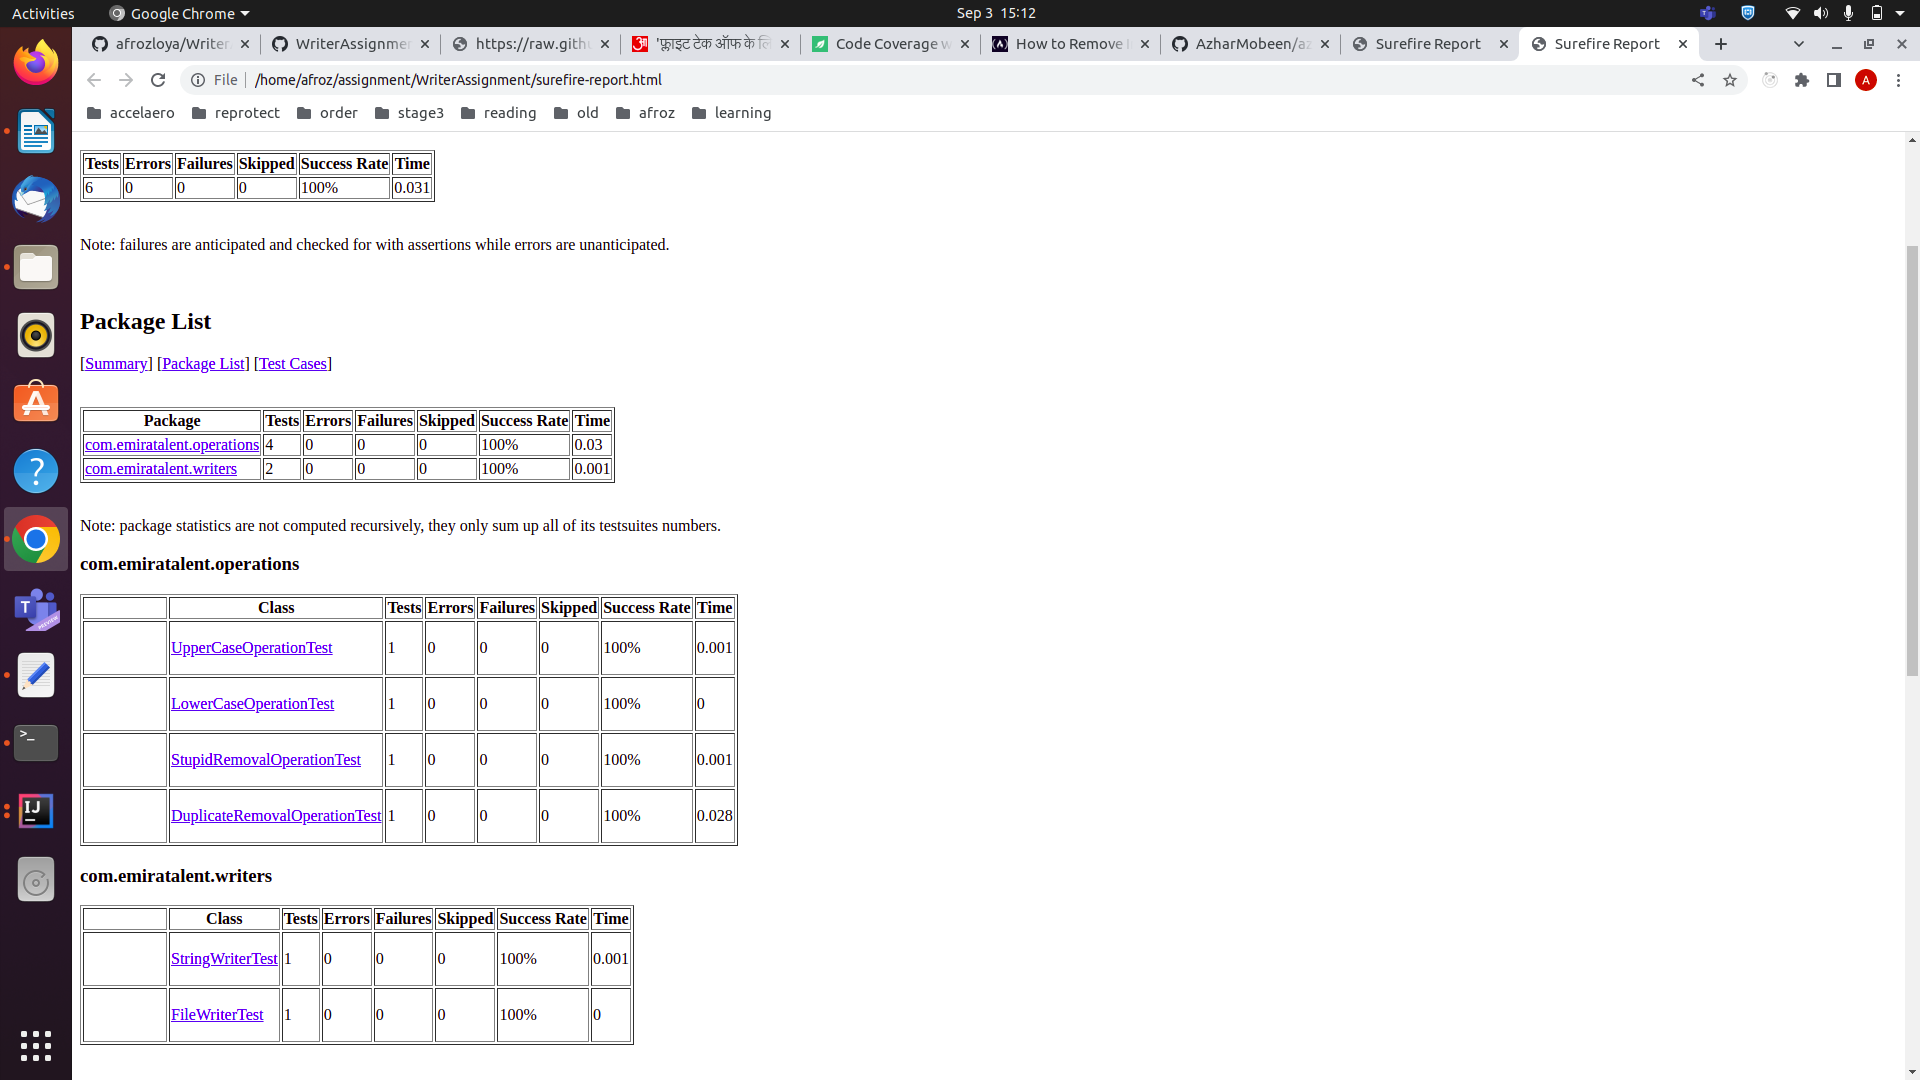 Activities Google Chrome Sep 3 15:12
afrozloya/Writer WriterAssignmen https://raw.gith 'फ्लाइट टेक ऑफ के लि Code Coverage w How to Remove AzharMobeen/az Surefire Report Surefire Report
File /home/afroz/assignment/WriterAssignment/surefire-report.html A
accelaero reprotect order stage3 reading old afroz learning
Tests Errors Failures Skipped Success Rate Time
6 0 0 0 100% 0.031
Note: failures are anticipated and checked for with assertions while errors are unanticipated.
Package List
[Summary] [Package List] [Test Cases]
Package Tests Errors Failures Skipped Success Rate Time
com.emiratalent.operations 4 0 0 0 100% 0.03
com.emiratalent.writers 2 0 0 0 100% 0.001
Note: package statistics are not computed recursively, they only sum up all of its testsuites numbers.
com.emiratalent.operations
Class Tests Errors Failures Skipped Success Rate Time
UpperCaseOperationTest 1 0 0 0 100% 0.001
LowerCaseOperationTest 1 0 0 0 100% 0
StupidRemovalOperationTest 1 0 0 0 100% 0.001
DuplicateRemovalOperationTest 1 0 0 0 100% 0.028
com.emiratalent.writers
Class Tests Errors Failures Skipped Success Rate Time
StringWriterTest 1 0 0 0 100% 0.001
FileWriterTest 1 0 0 0 100% 0